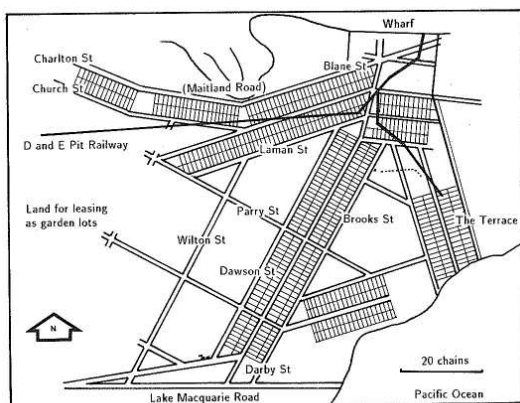 Wharf
Charlton St
Blane St
(Maitland Road)
Church St
D and E Pit Railway
Laman St
Land for leasing
as garden lots
Parry St
Brooks St
The Terrace
Wilton St
Dawson St
N
Darby St
20 chains
Lake Macquarie Road
Pacific Ocean